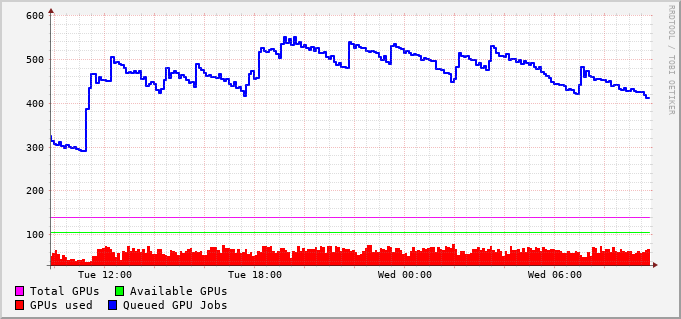 600
500
400
300
200
100
Tue 12:00 Tue 18:00 Wed 00:00 Wed 06:00
Total GPUs Available GPUs
GPUs used Queued GPU Jobs
RRDTOOL / TOBI OETIKER